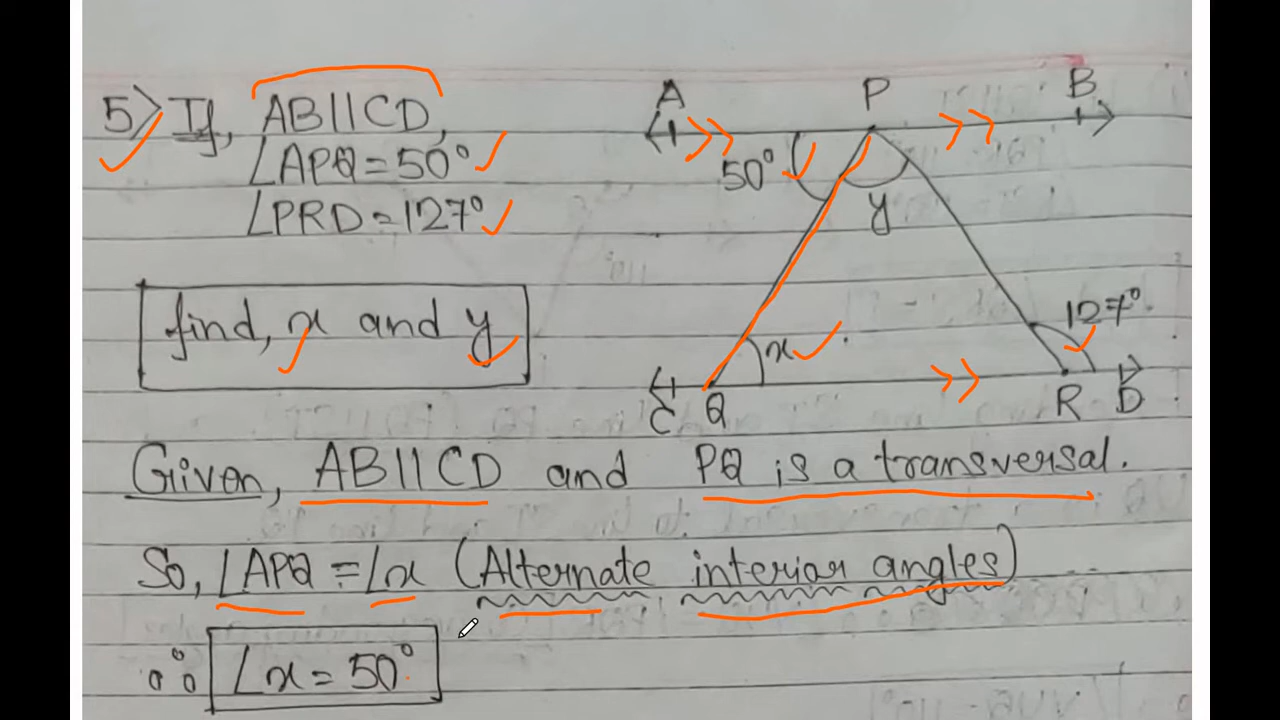 5) If, AB||CD,
∠APQ = 50°
∠PRD = 127°
find, x and y
A P B
50°
y
127°
x
C Q R D
Given, AB||CD and PQ is a transversal.
So, ∠APQ = ∠x (Alternate interior angles)
∴ ∠x = 50°